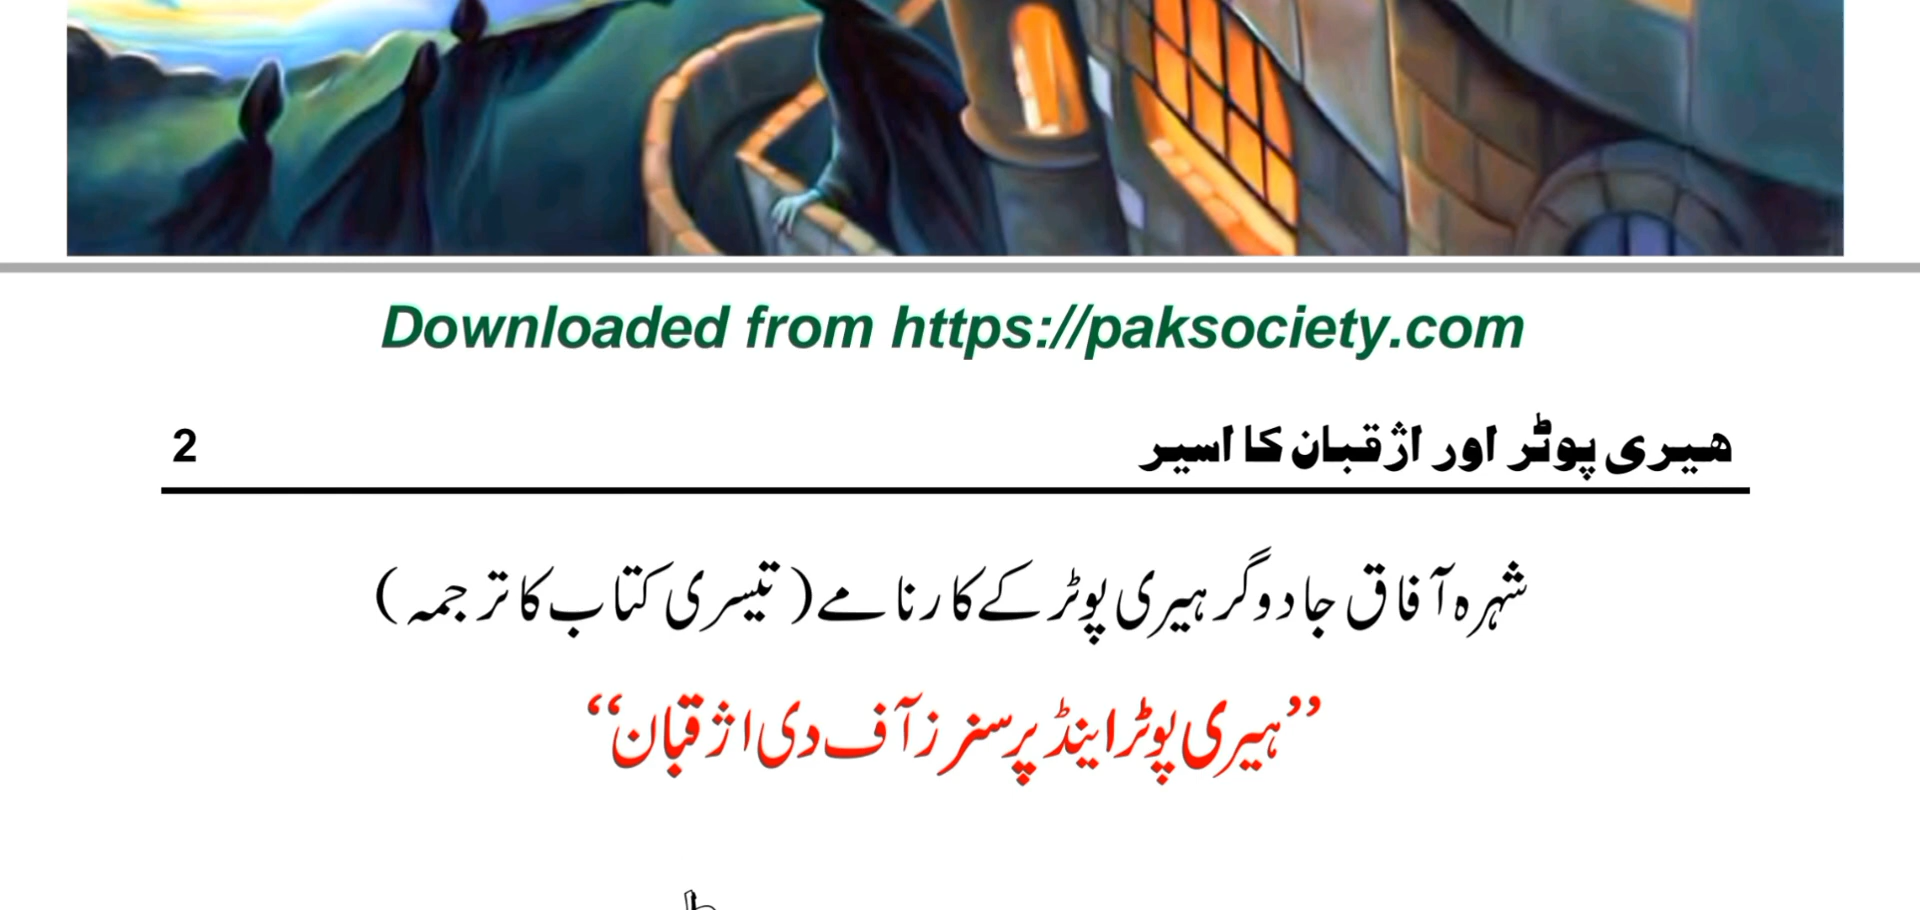 Downloaded from https://paksociety.com
ہیری پوٹر اور اژقبان کا اسیر
2
شہرہ آفاق جادوگر ہیری پوٹر کے کارنامے (تیسری کتاب کا ترجمہ)
’’ہیری پوٹر اینڈ پرسنرز آف دی اژقبان‘‘